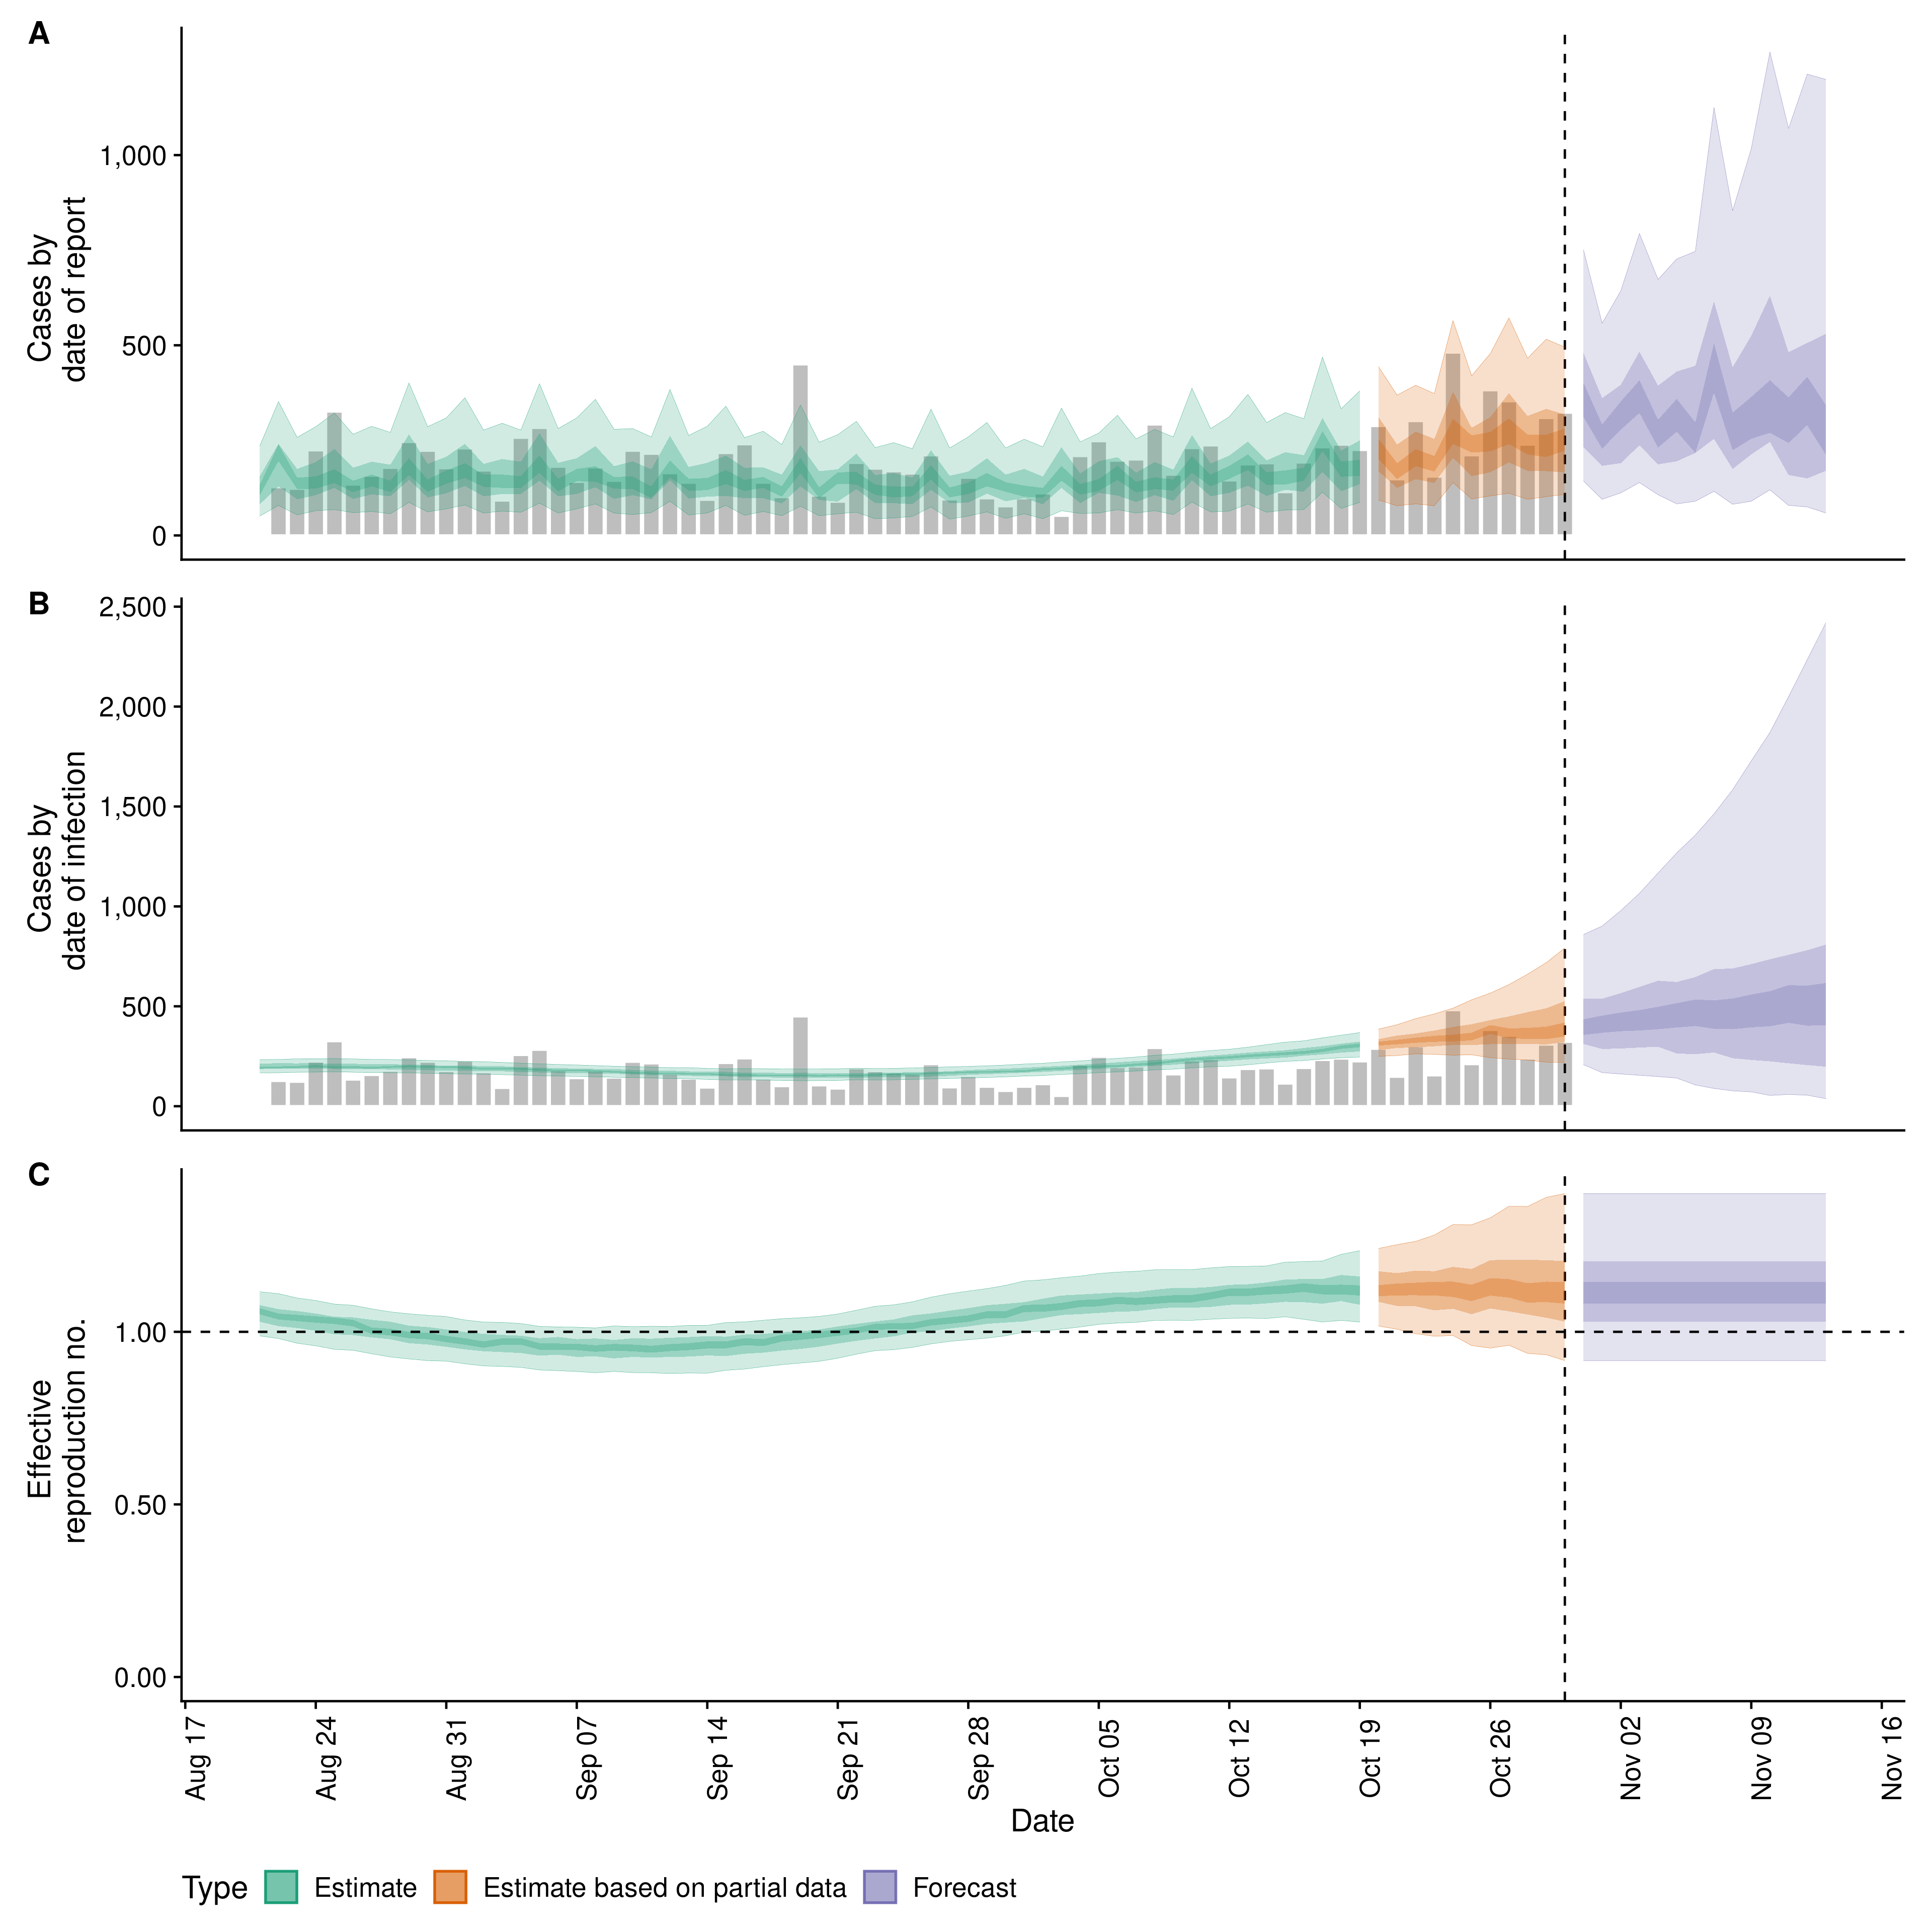 A
Cases by
date of report
1,000
500
0
B
Cases by
date of infection
2,500
2,000
1,500
1,000
500
0
C
Effective
reproduction no.
1.00
0.50
0.00
Aug 17
Aug 24
Aug 31
Sep 07
Sep 14
Sep 21
Sep 28
Oct 05
Oct 12
Oct 19
Oct 26
Nov 02
Nov 09
Nov 16
Date
Type Estimate Estimate based on partial data Forecast